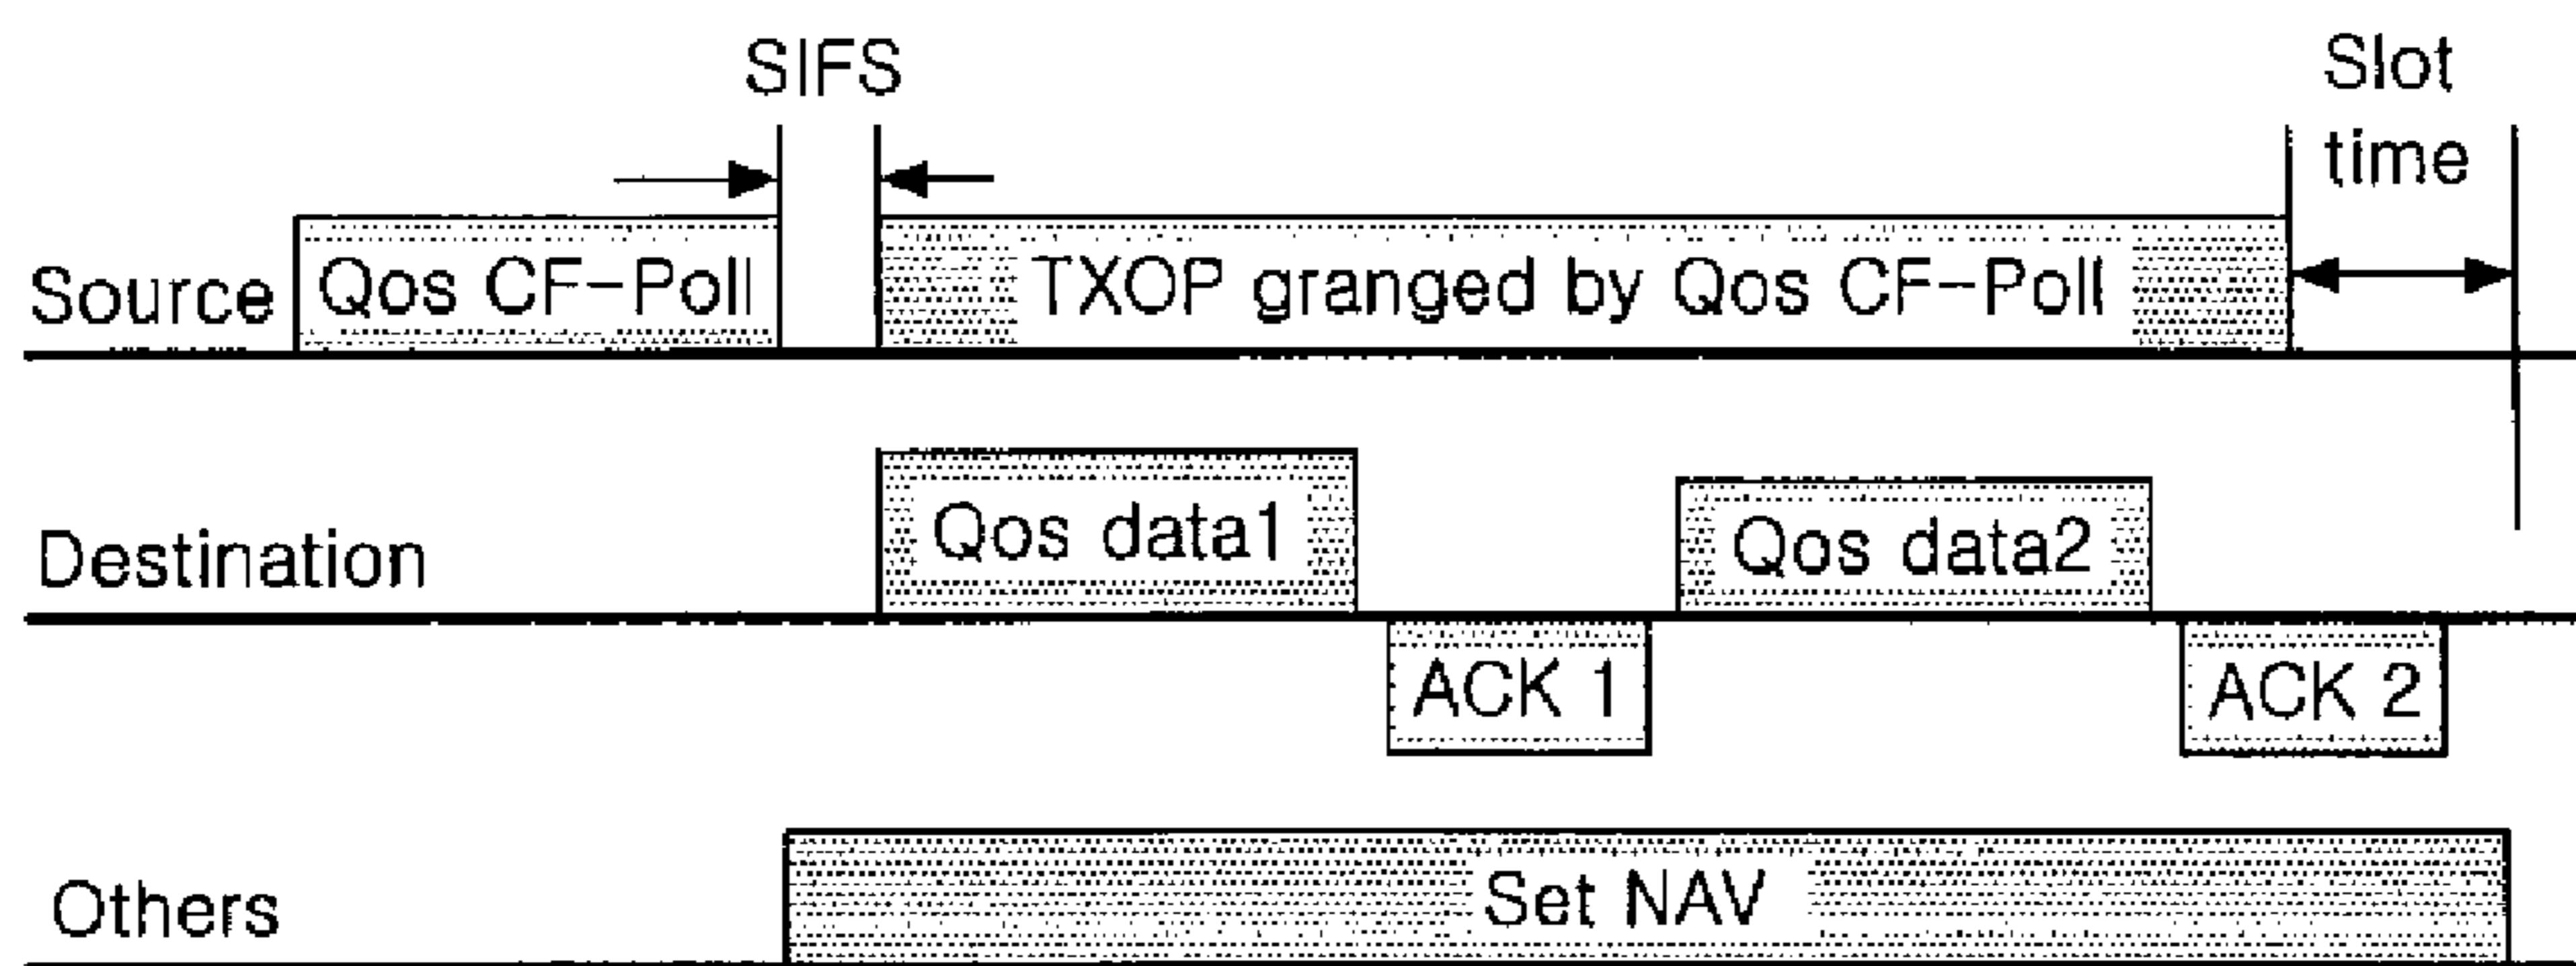 SIFS
Slot
time
Source
Qos CF-Poll
TXOP granged by Qos CF-Poll
Destination
Qos data1
Qos data2
ACK 1
ACK 2
Others
Set NAV